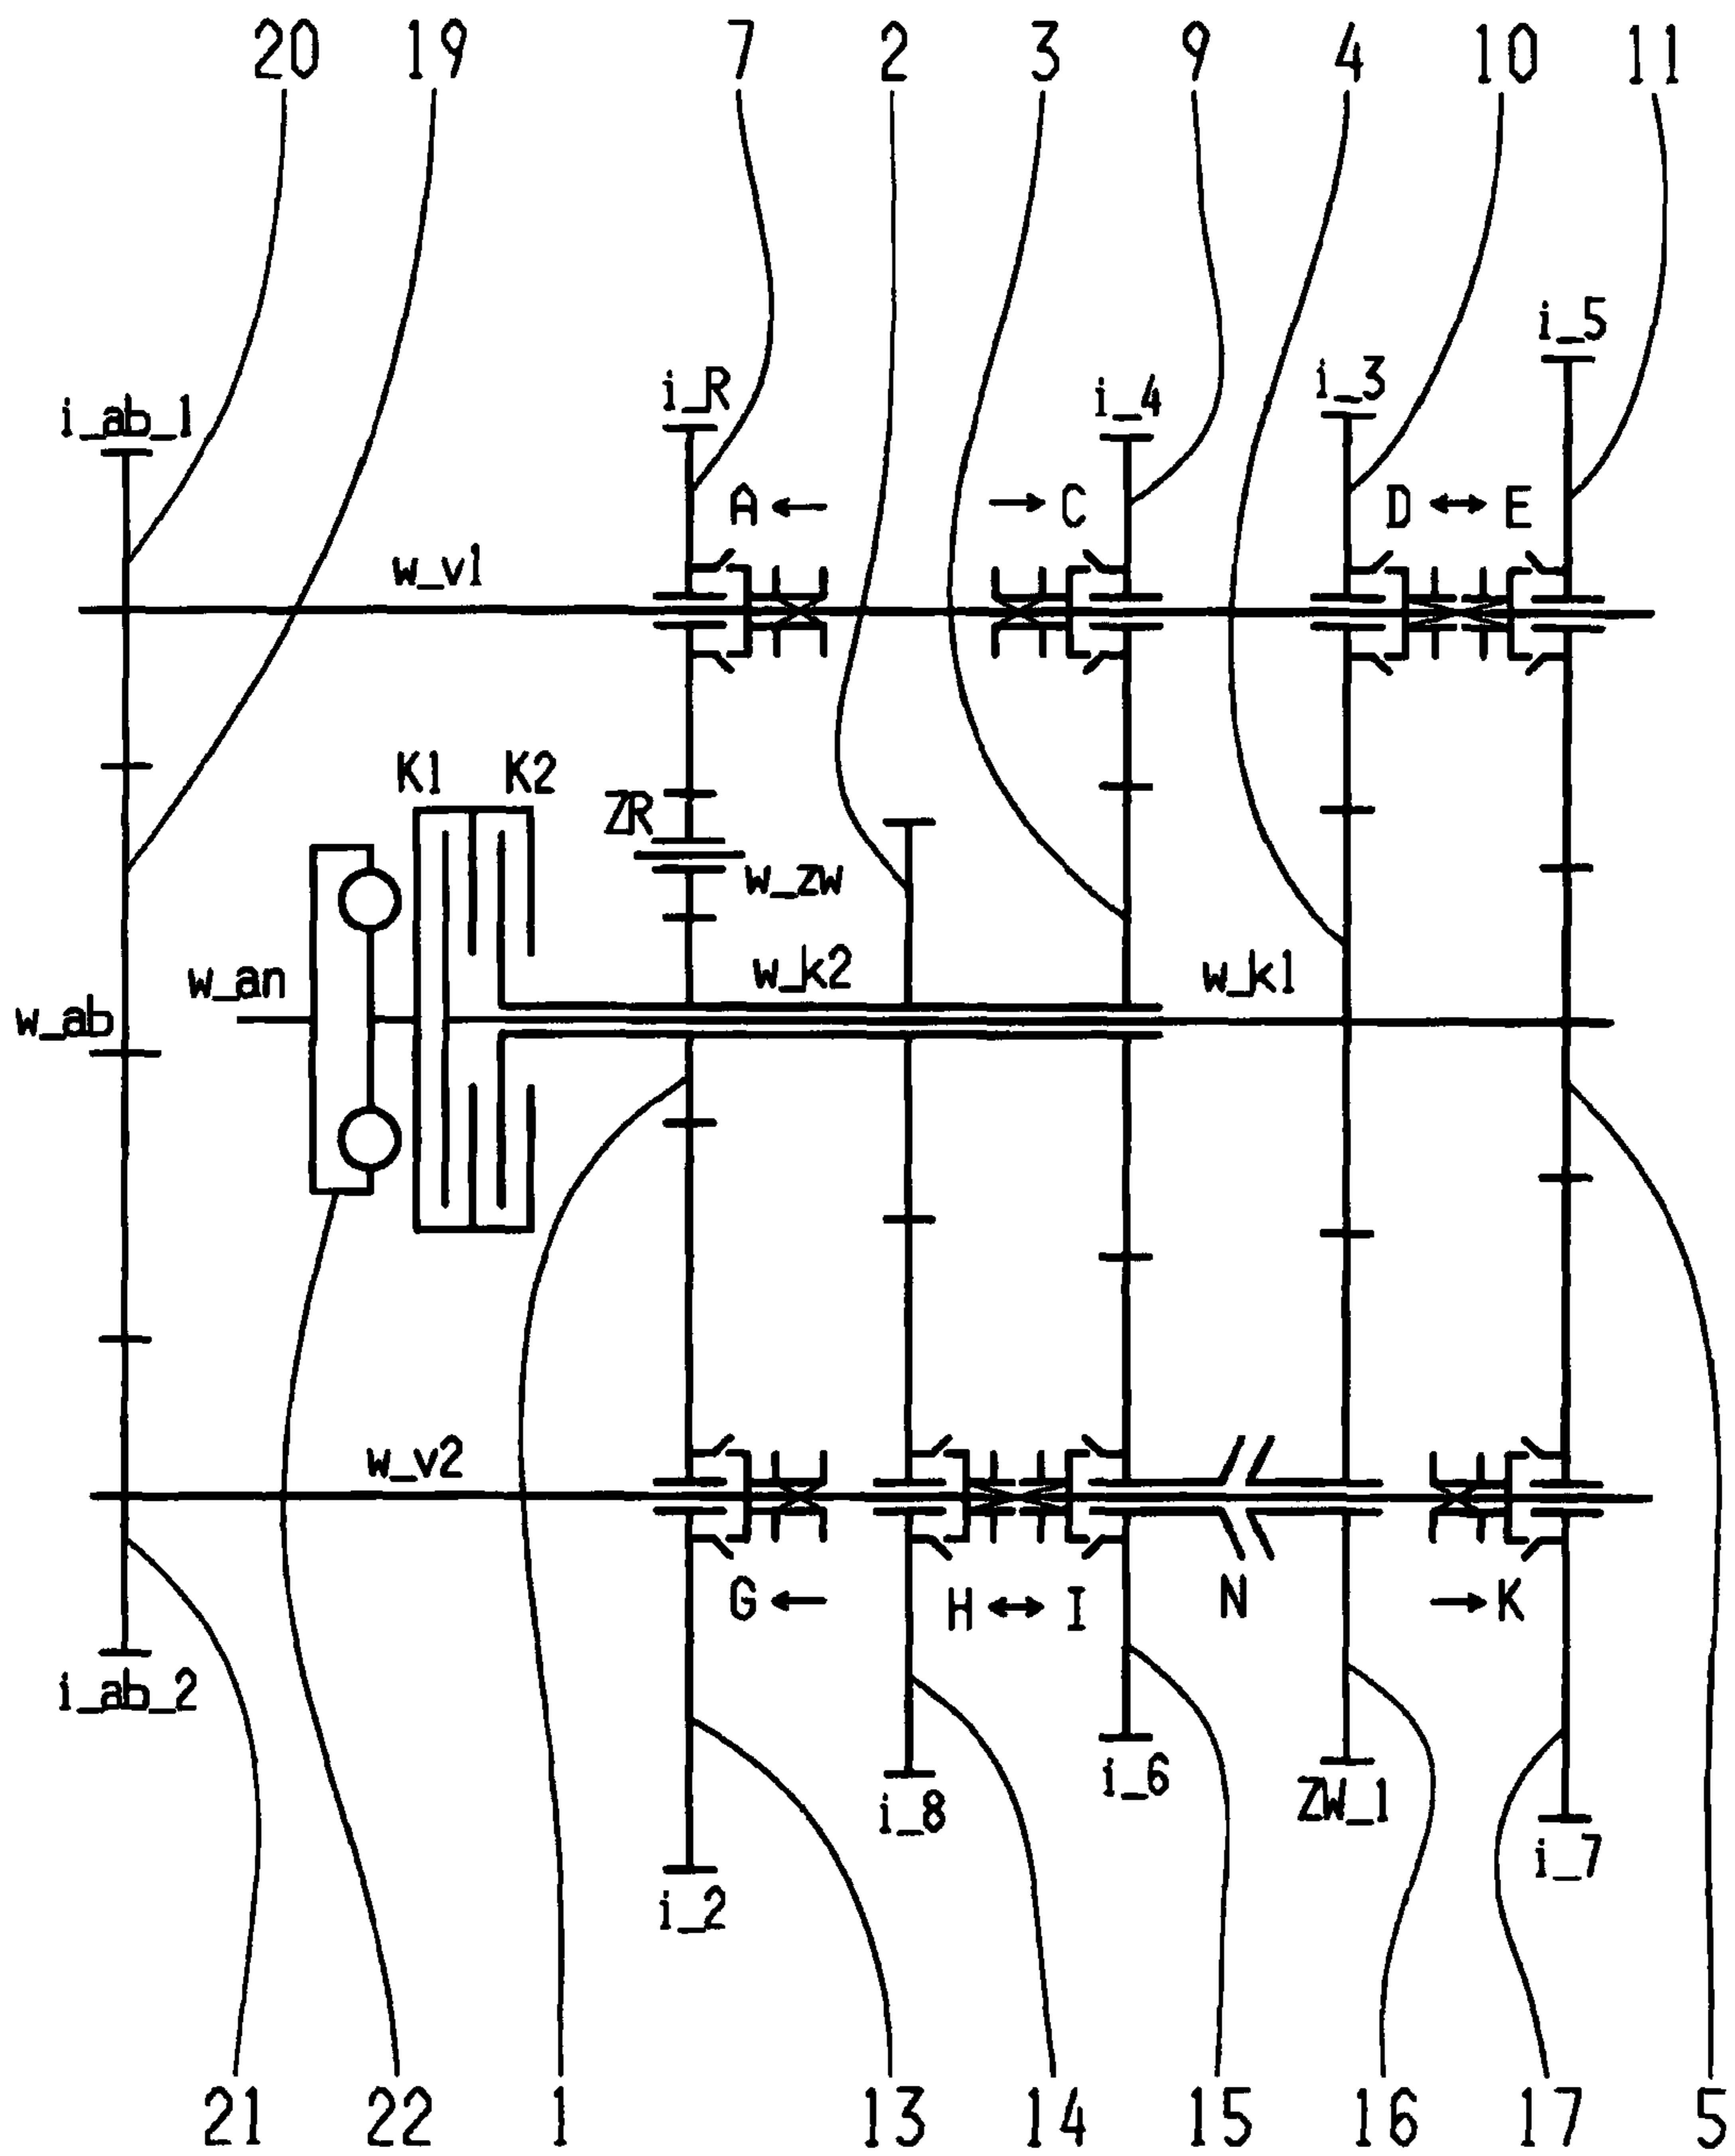 20 19 7 2 3 9 4 10 11
i_5
i_3
i_R
i_4
i_ab_1
A C D E
w_v1
K1 K2
ZR
w_zw
w_an w_k2 w_k1
w_ab
w_v2
G H I N K
i_ab_2
i_6
i_8 ZW_1
i_7
i_2
21 22 1 13 14 15 16 17 5